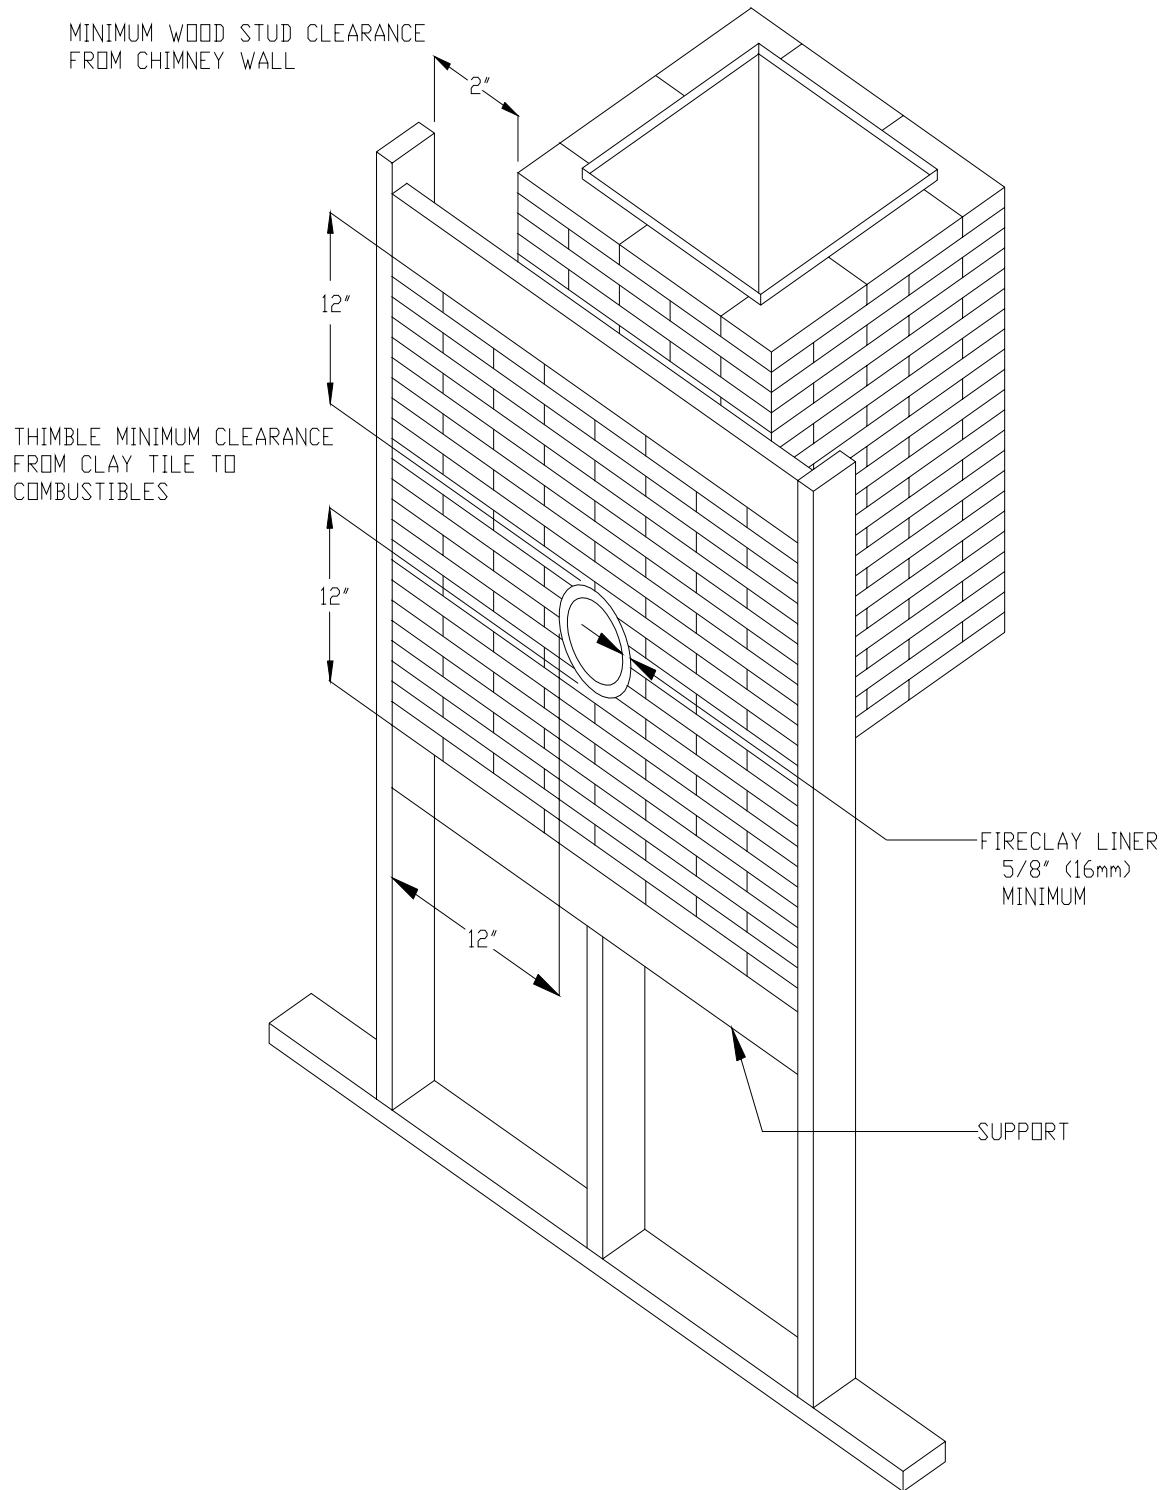 MINIMUM WOOD STUD CLEARANCE
FROM CHIMNEY WALL
2"
12"
THIMBLE MINIMUM CLEARANCE
FROM CLAY TILE TO
COMBUSTIBLES
12"
FIRECLAY LINER
5/8" (16mm)
MINIMUM
12"
SUPPORT